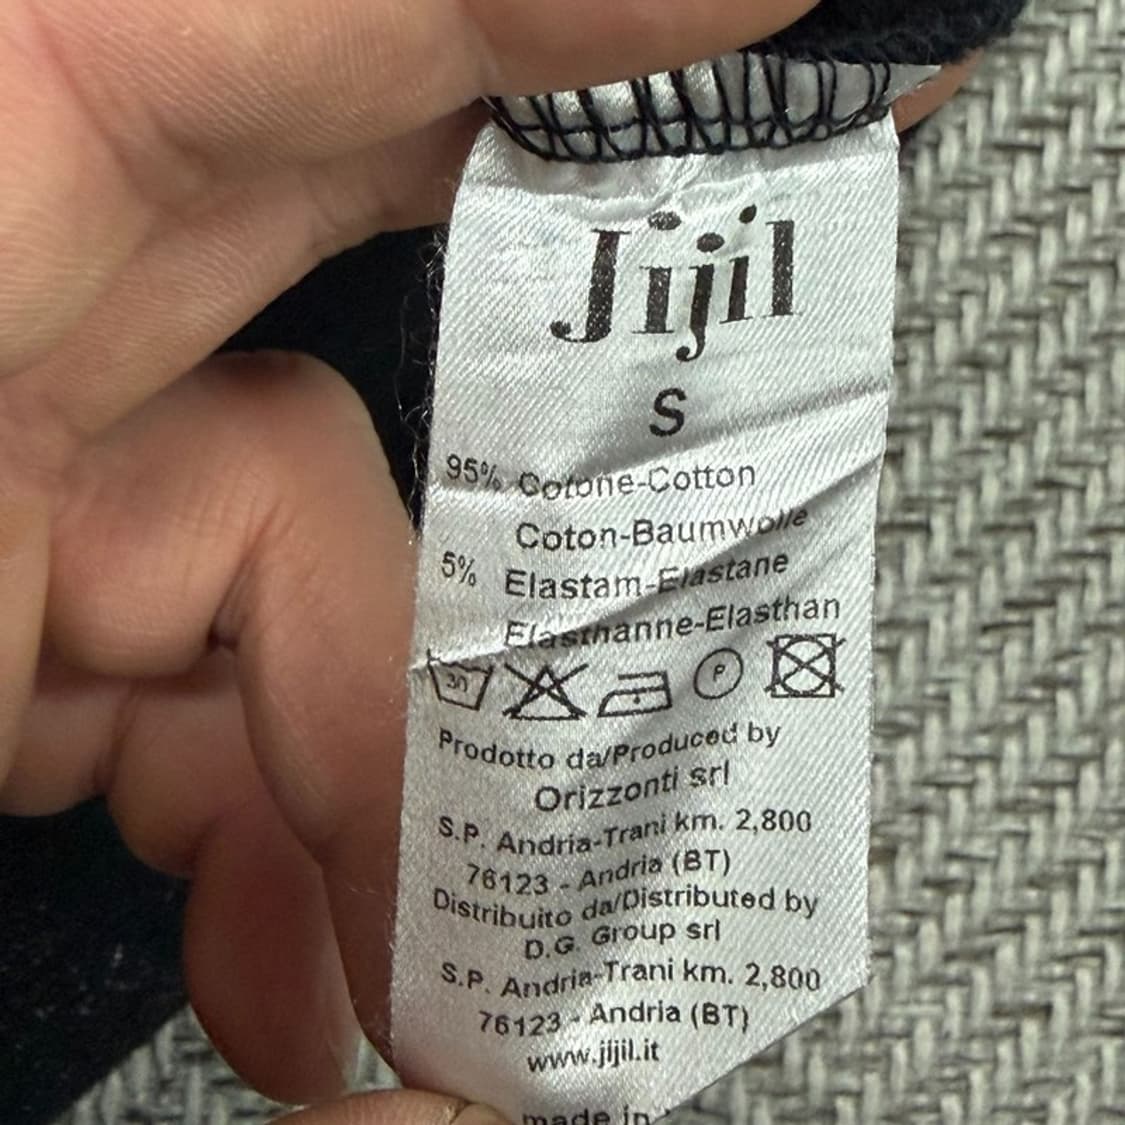 Jijil
S
95% Cotone-Cotton
Coton-Baumwolle
5% Elastam-Elastane
Elasthanne-Elasthan
30 P
Prodotto da/Produced by
Orizzonti srl
S.P. Andria-Trani km. 2,800
76123 - Andria (BT)
Distribuito da/Distributed by
D.G. Group srl
S.P. Andria-Trani km. 2,800
76123 - Andria (BT)
www.jijil.it
made in